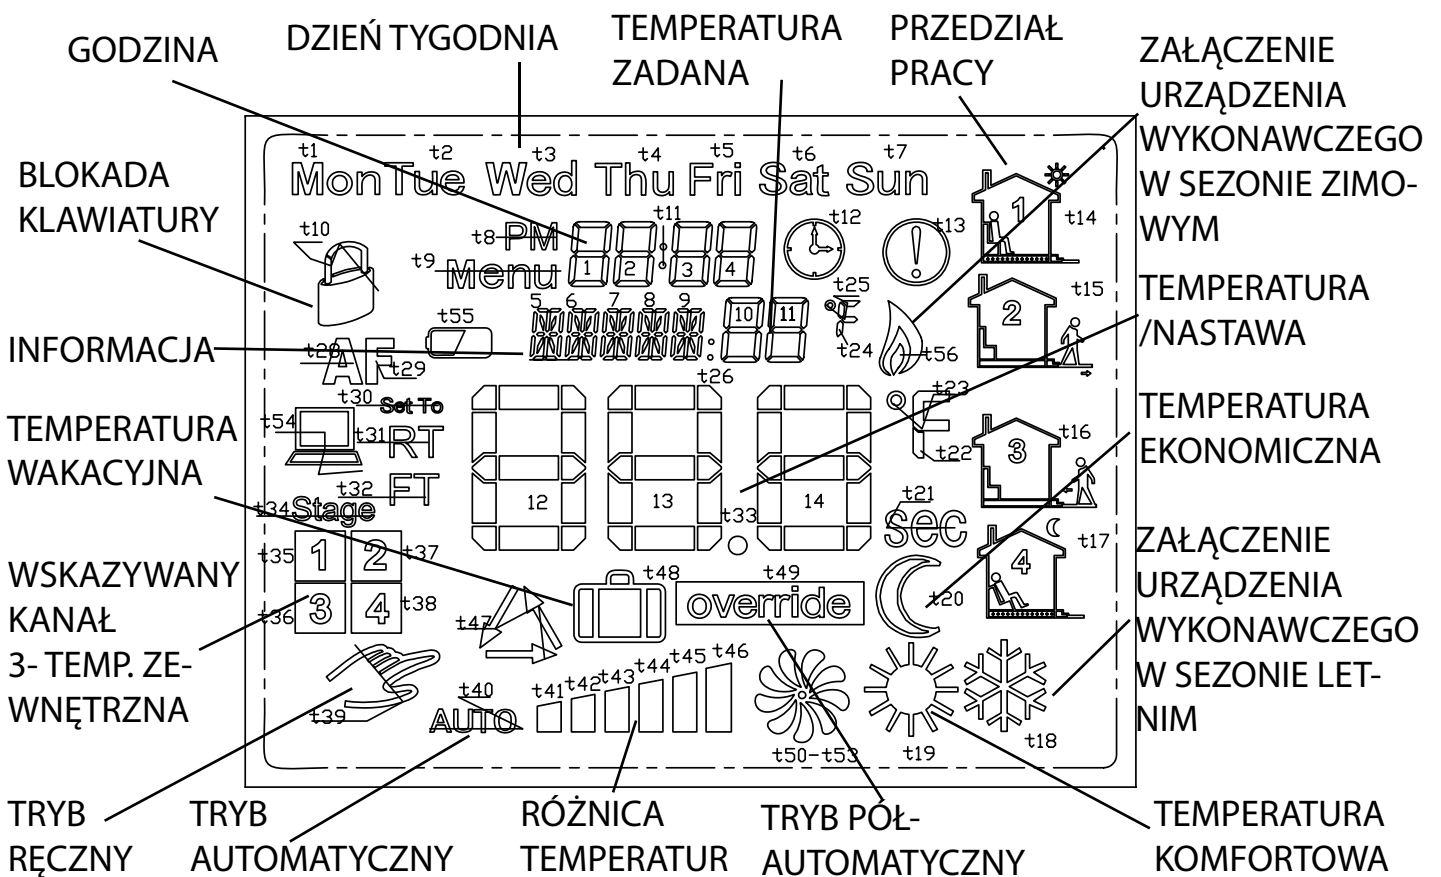 GODZINA
DZIEŃ TYGODNIA
TEMPERATURA
ZADANA
PRZEDZIAŁ
PRACY
ZAŁĄCZENIE
URZĄDZENIA
WYKONAWCZEGO
W SEZONIE ZIMO-
WYM
BLOKADA
KLAWIATURY
INFORMACJA
TEMPERATURA
WAKACYJNA
WSKAZYWANY
KANAŁ
3- TEMP. ZE-
WNĘTRZNA
t1 t2 t3 t4 t5 t6 t7
Mon Tue Wed Thu Fri Sat Sun
t10
t8 PM
t11
t12
t13
1
t14
t9 Menu
1 2 3 4
t55
5 6 7 8 9
10 11
t25
F
t24
t56
2
t15
t28 AF t29
t26
t30 Set To
t54
t31 RT
t32 FT
12 13 14
t33
t23
F
t22
t21
sec
3
t16
t34 Stage
t35 1 2 t37
t36 3 4 t38
t47
t48
t49
override
t20
4
t17
t39
t40
AUTO
t41 t42 t43 t44 t45 t46
t50-t53
t19
t18
TEMPERATURA
/NASTAWA
TEMPERATURA
EKONOMICZNA
ZAŁĄCZENIE
URZĄDZENIA
WYKONAWCZEGO
W SEZONIE LET-
NIM
TRYB
RĘCZNY
TRYB
AUTOMATYCZNY
RÓŻNICA
TEMPERATUR
TRYB PÓŁ-
AUTOMATYCZNY
TEMPERATURA
KOMFORTOWA